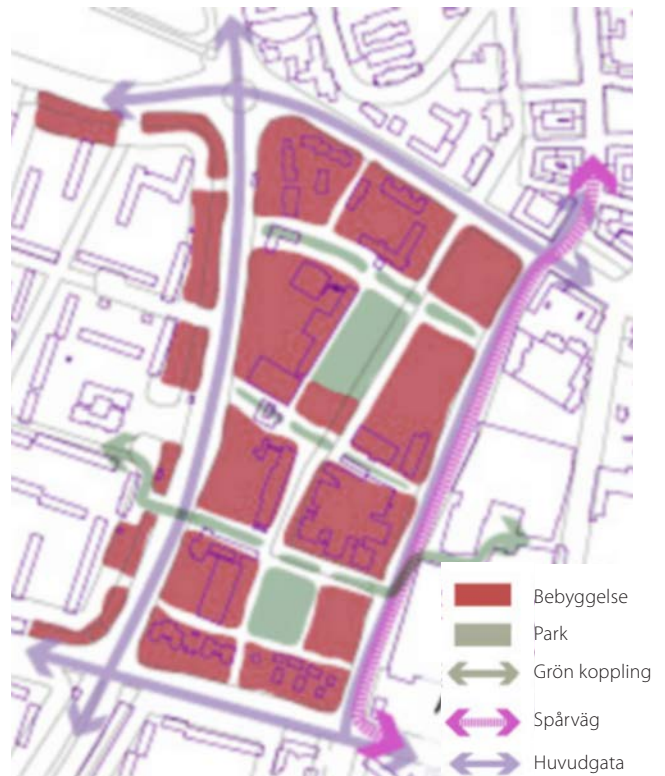 Bebyggelse
Park
Grön koppling
Spårväg
Huvudgata